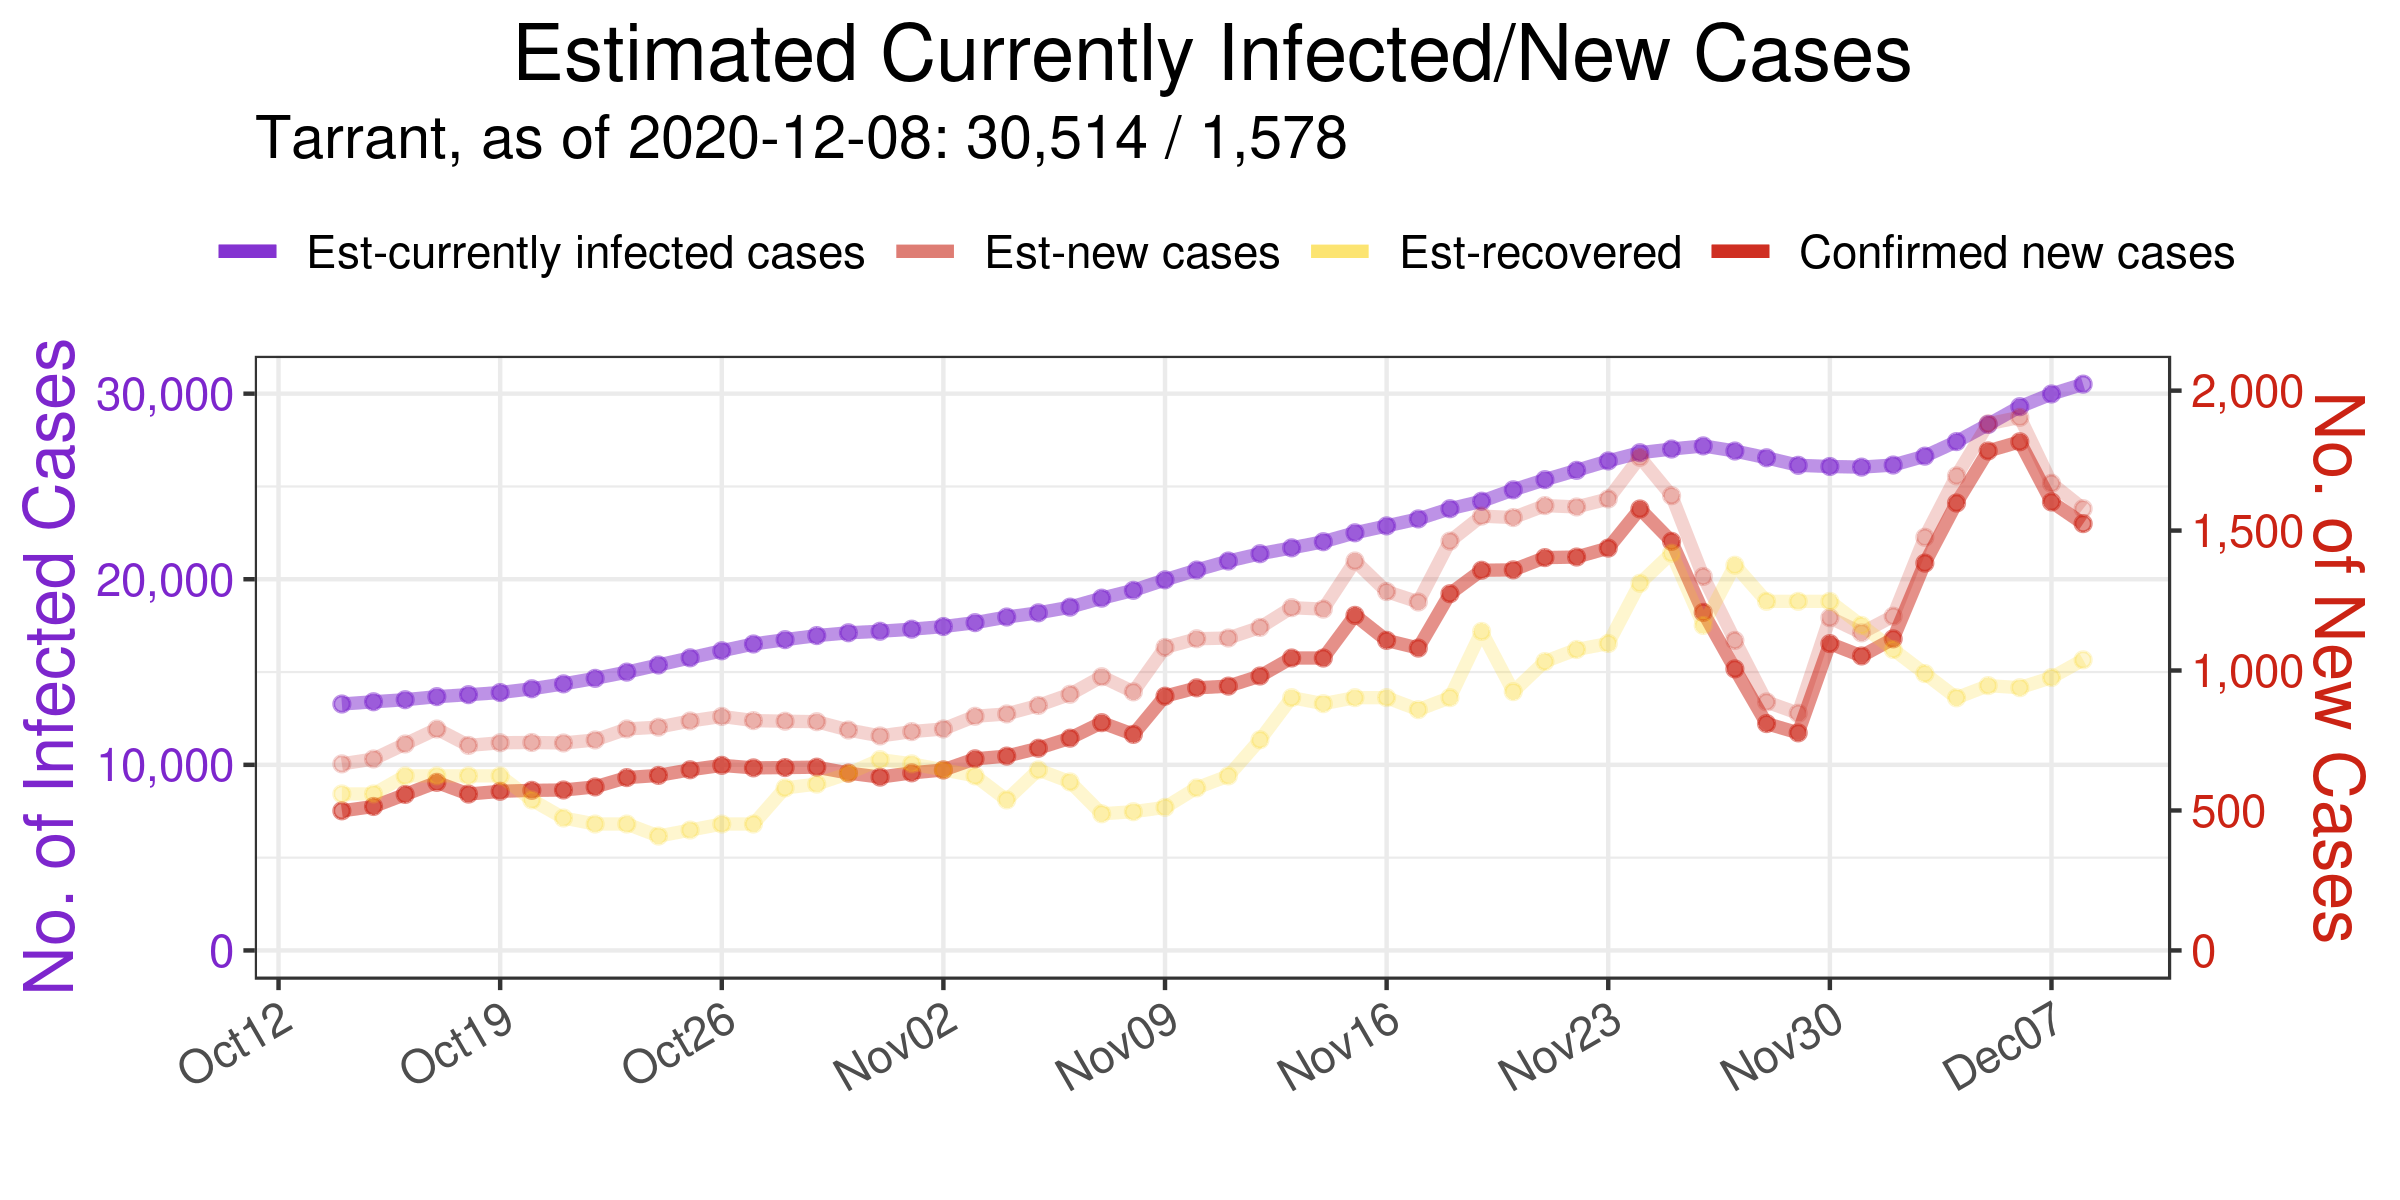 Estimated Currently Infected/New Cases
Tarrant, as of 2020-12-08: 30,514 / 1,578
Est-currently infected cases Est-new cases Est-recovered Confirmed new cases
No. of Infected Cases
30,000
20,000
10,000
0
2,000
1,500
1,000
500
0
No. of New Cases
Oct12 Oct19 Oct26 Nov02 Nov09 Nov16 Nov23 Nov30 Dec07